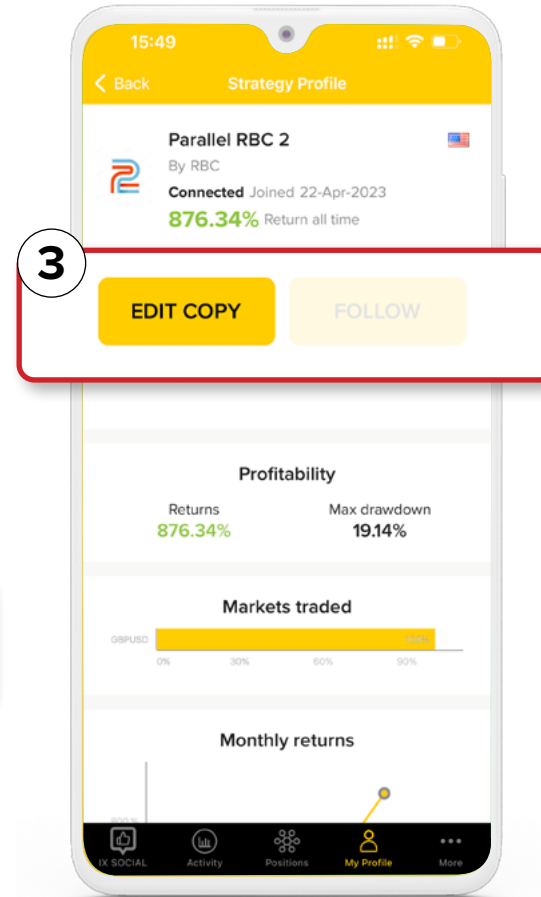 15:49
Back Strategy Profile
Parallel RBC 2
By RBC
Connected Joined 22-Apr-2023
876.34% Return all time
3
EDIT COPY FOLLOW
Profitability
Returns Max drawdown
876.34% 19.14%
Markets traded
GBPUSD 100%
0% 30% 60% 90%
Monthly returns
IX SOCIAL Activity Positions My Profile More